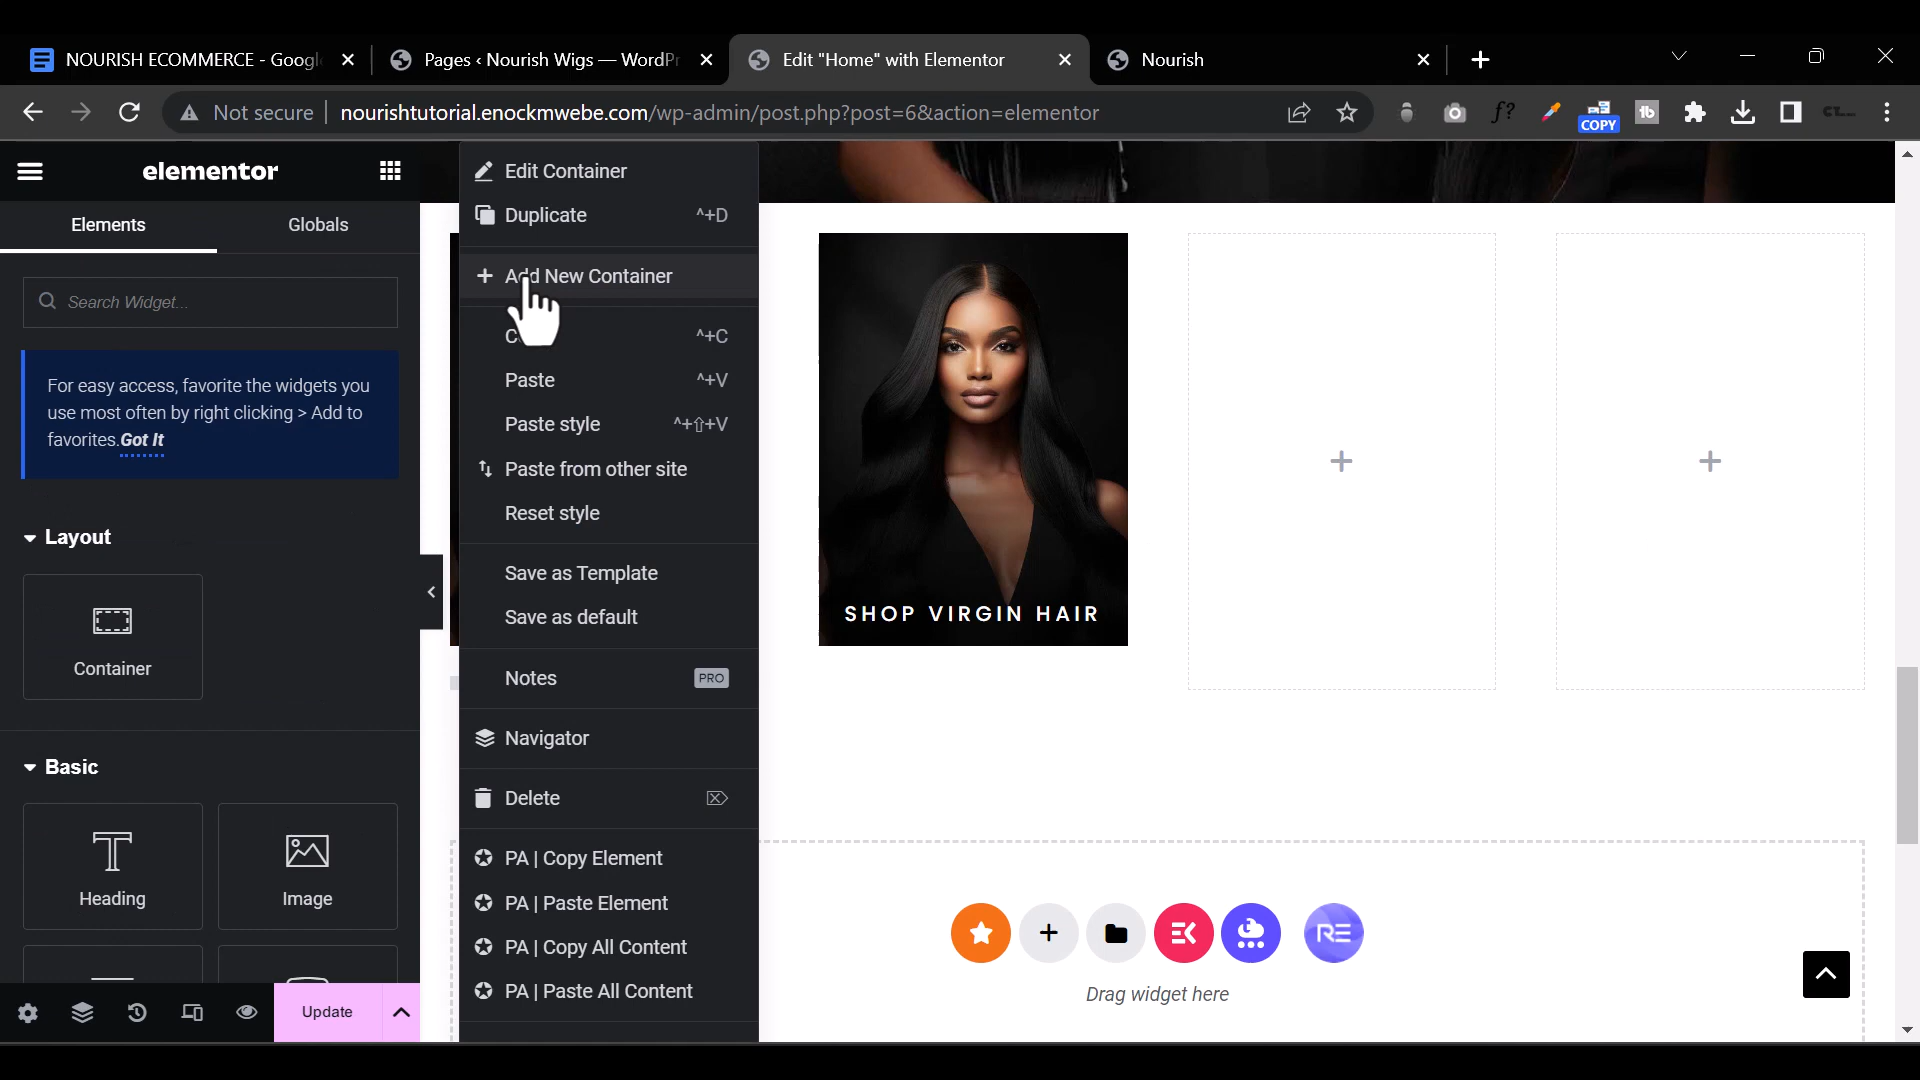 NOURISH ECOMMERCE - Googl
Pages ‹ Nourish Wigs — WordPr
Edit "Home" with Elementor
Nourish
Not secure
nourishtutorial.enockmwebe.com/wp-admin/post.php?post=6&action=elementor
f?
COPY
tb
elementor
Elements
Globals
Search Widget...
For easy access, favorite the widgets you
use most often by right clicking > Add to
favorites. Got It
Layout
Container
Basic
Heading
Image
Update
Edit Container
Duplicate ^+D
Add New Container
^+C
Paste ^+V
Paste style ^+⇧+V
Paste from other site
Reset style
Save as Template
Save as default
Notes PRO
Navigator
Delete
PA | Copy Element
PA | Paste Element
PA | Copy All Content
PA | Paste All Content
SHOP VIRGIN HAIR
RE
Drag widget here